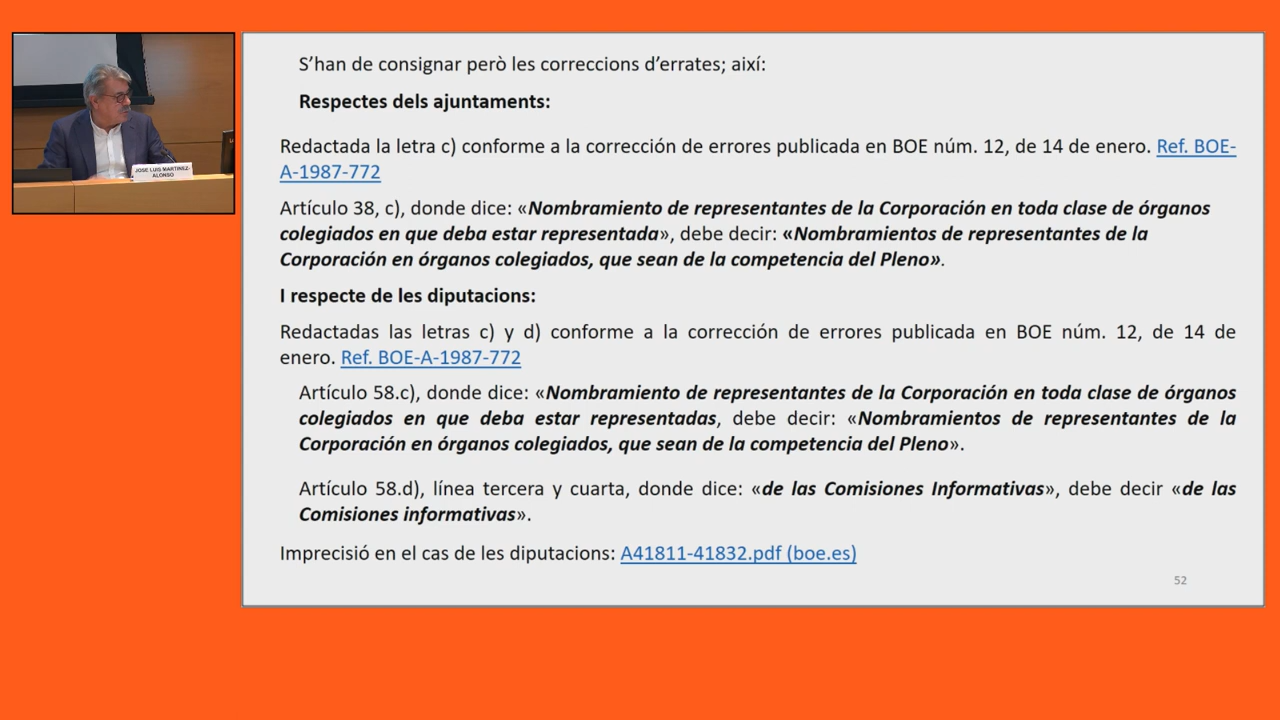 JOSE LUIS MARTINEZ-
ALONSO
S'han de consignar però les correccions d'errates; així:
Respectes dels ajuntaments:
Redactada la letra c) conforme a la corrección de errores publicada en BOE núm. 12, de 14 de enero. Ref. BOE-
A-1987-772
Artículo 38, c), donde dice: «Nombramiento de representantes de la Corporación en toda clase de órganos
colegiados en que deba estar representada», debe decir: «Nombramientos de representantes de la
Corporación en órganos colegiados, que sean de la competencia del Pleno».
I respecte de les diputacions:
Redactadas las letras c) y d) conforme a la corrección de errores publicada en BOE núm. 12, de 14 de
enero. Ref. BOE-A-1987-772
Artículo 58.c), donde dice: «Nombramiento de representantes de la Corporación en toda clase de órganos
colegiados en que deba estar representadas, debe decir: «Nombramientos de representantes de la
Corporación en órganos colegiados, que sean de la competencia del Pleno».
Artículo 58.d), línea tercera y cuarta, donde dice: «de las Comisiones Informativas», debe decir «de las
Comisiones informativas».
Imprecisió en el cas de les diputacions: A41811-41832.pdf (boe.es)
52